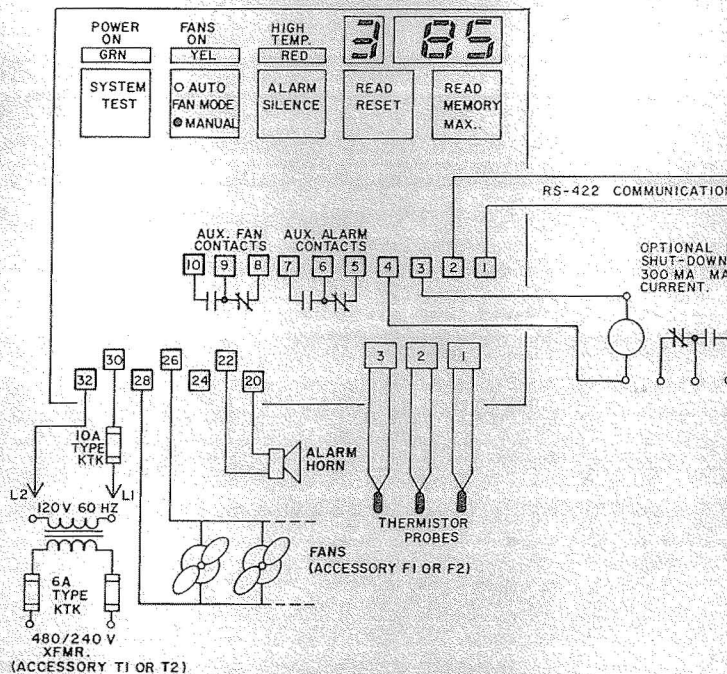 POWER ON
FANS ON
HIGH TEMP.
3 85
GRN
YEL
RED
SYSTEM TEST
AUTO
FAN MODE
MANUAL
ALARM SILENCE
READ RESET
READ MEMORY MAX..
RS-422 COMMUNICATION
AUX. FAN CONTACTS
AUX. ALARM CONTACTS
10 9 8 7 6 5 4 3 2 1
OPTIONAL
SHUT-DOWN
300 MA
CURRENT.
32 30 28 26 24 22 20
3 2 1
10A
TYPE
KTK
ALARM
HORN
L2
L1
120V 60 HZ
THERMISTOR
PROBES
FANS
(ACCESSORY F1 OR F2)
6A
TYPE
KTK
480/240 V
XFMR.
(ACCESSORY T1 OR T2)